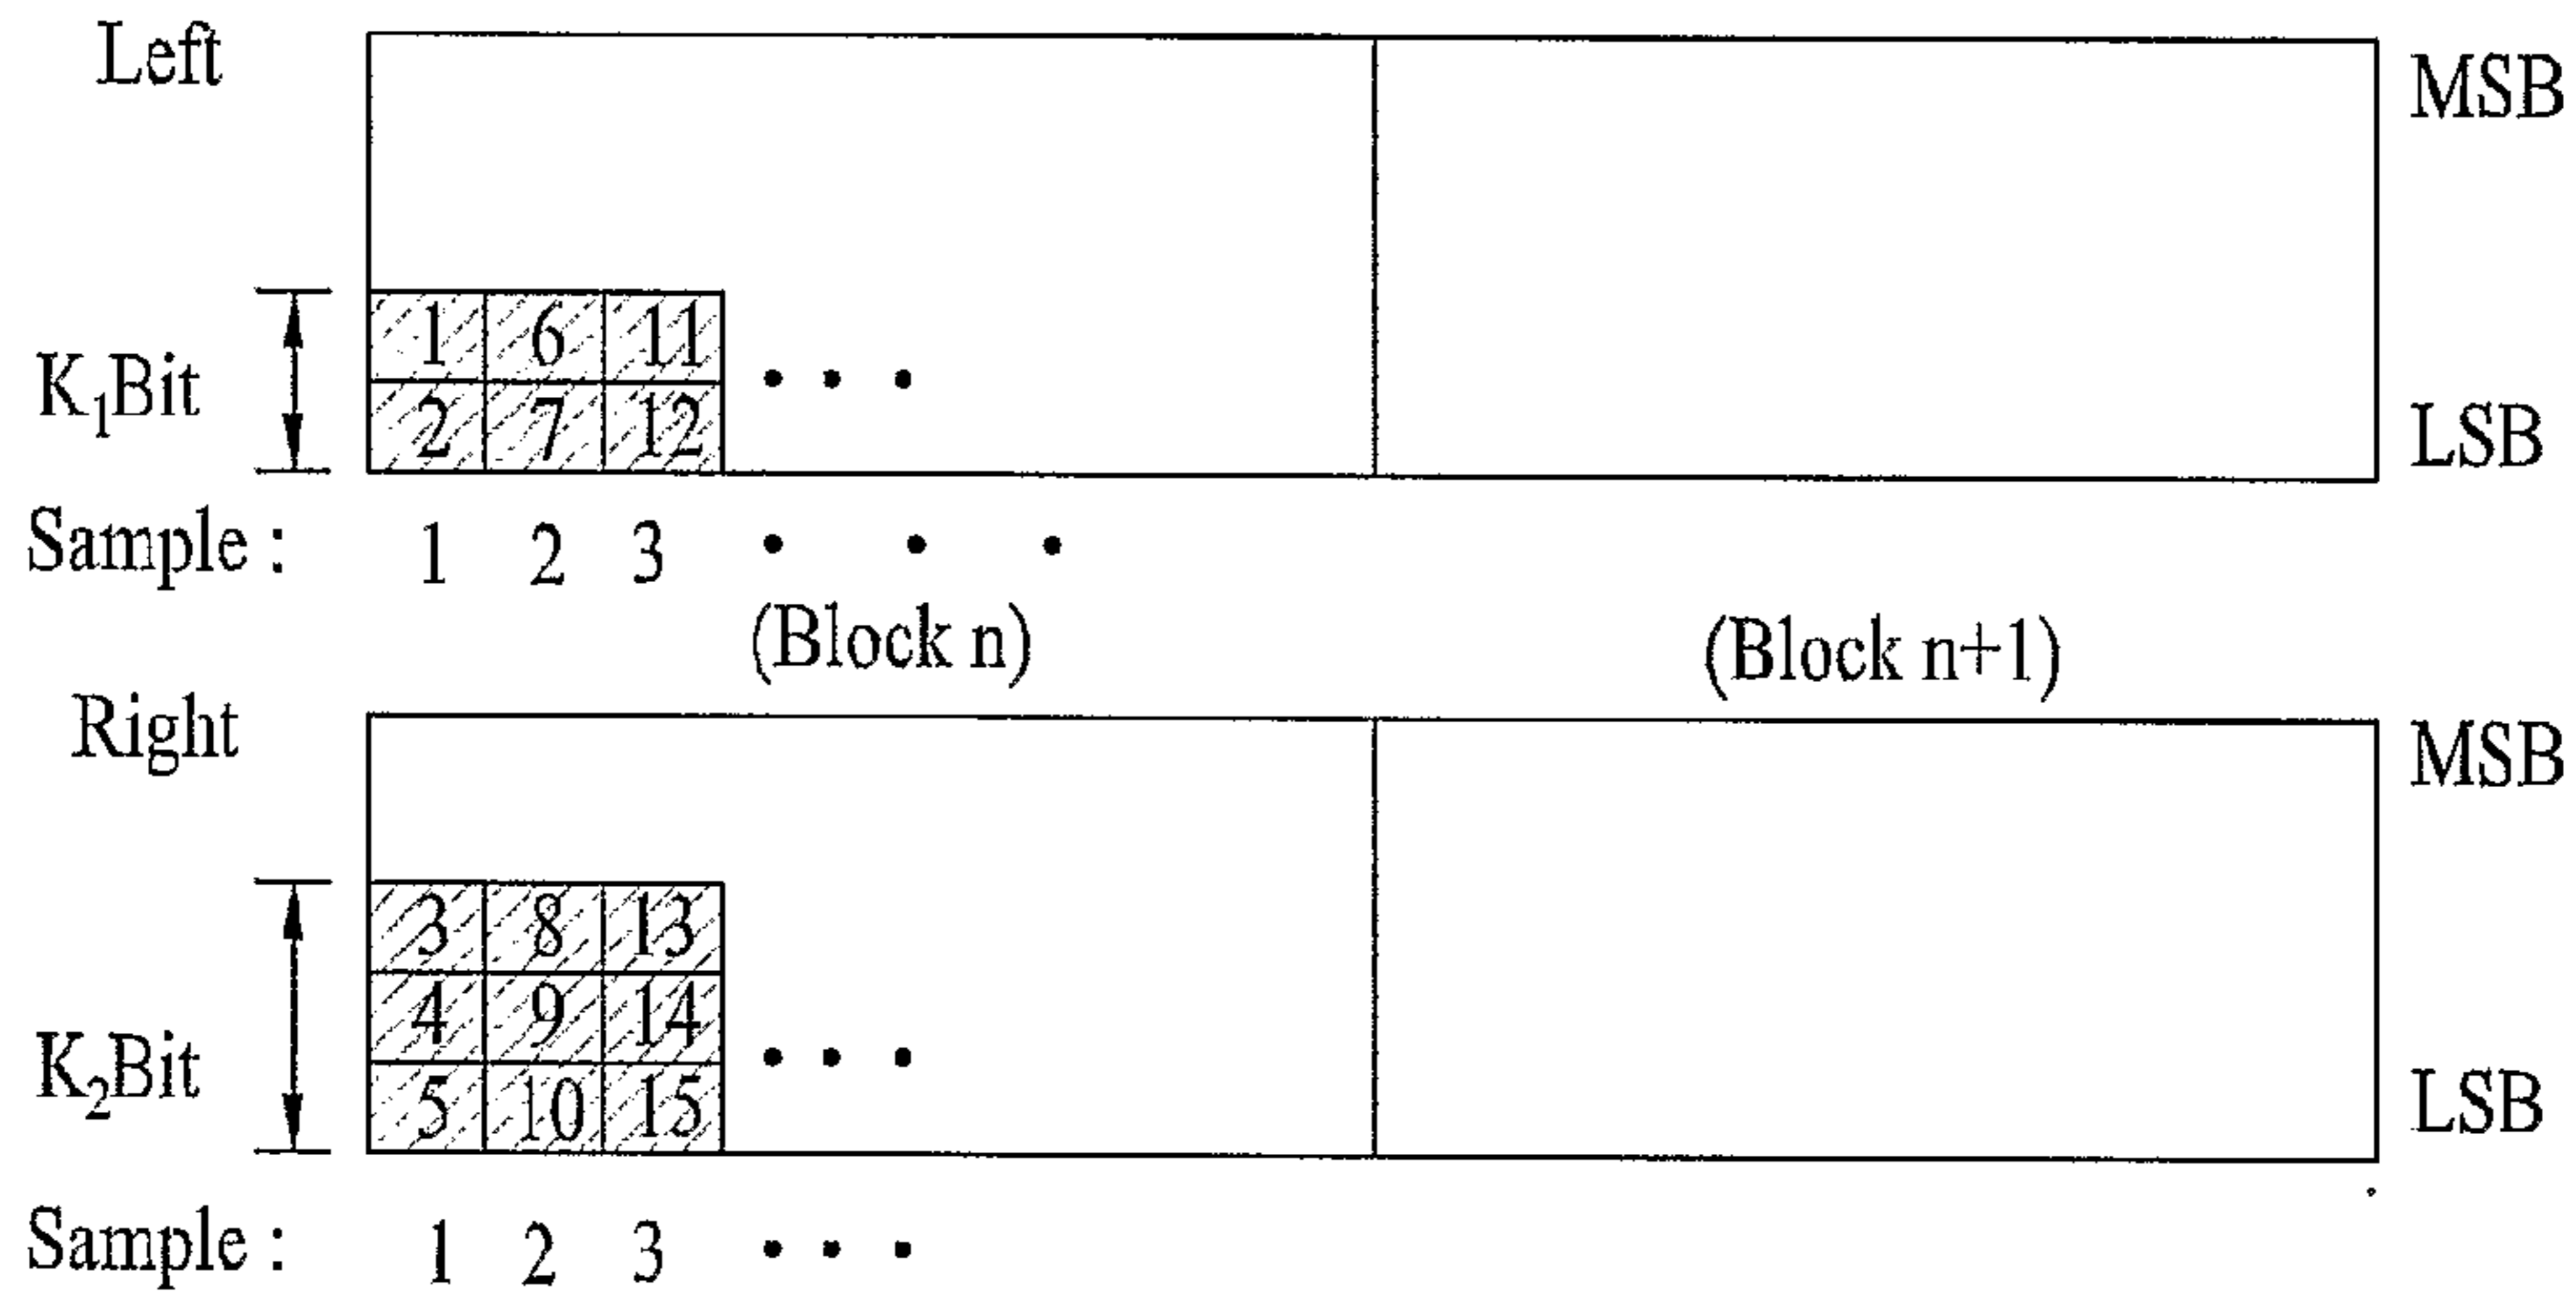 Left
MSB
1 6 11
K1Bit
2 7 12
LSB
Sample : 1 2 3
(Block n)
(Block n+1)
Right
MSB
3 8 13
4 9 14
K2Bit
5 10 15
LSB
Sample : 1 2 3